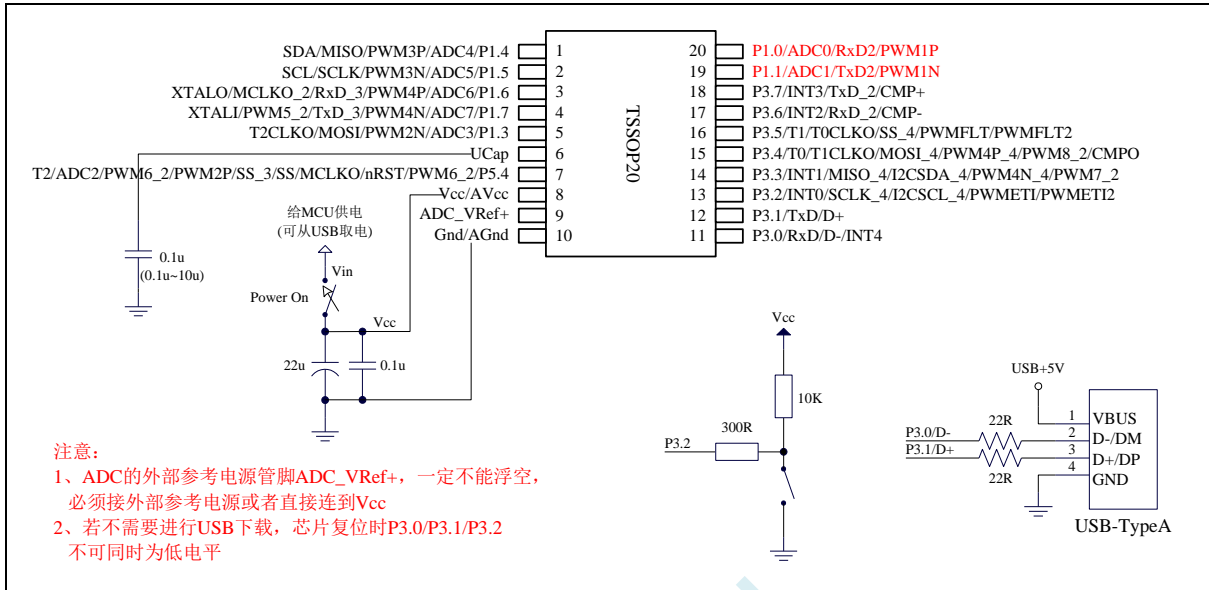 SDA/MISO/PWM3P/ADC4/P1.4
SCL/SCLK/PWM3N/ADC5/P1.5
XTALO/MCLKO_2/RxD_3/PWM4P/ADC6/P1.6
XTALI/PWM5_2/TxD_3/PWM4N/ADC7/P1.7
T2CLKO/MOSI/PWM2N/ADC3/P1.3
UCap
T2/ADC2/PWM6_2/PWM2P/SS_3/SS/MCLKO/nRST/PWM6_2/P5.4
Vcc/AVcc
ADC_VRef+
Gnd/AGnd
1
2
3
4
5
6
7
8
9
10
TSSOP20
20
19
18
17
16
15
14
13
12
11
P1.0/ADC0/RxD2/PWM1P
P1.1/ADC1/TxD2/PWM1N
P3.7/INT3/TxD_2/CMP+
P3.6/INT2/RxD_2/CMP-
P3.5/T1/T0CLKO/SS_4/PWMFLT/PWMFLT2
P3.4/T0/T1CLKO/MOSI_4/PWM4P_4/PWM8_2/CMPO
P3.3/INT1/MISO_4/I2CSDA_4/PWM4N_4/PWM7_2
P3.2/INT0/SCLK_4/I2CSCL_4/PWMETI/PWMETI2
P3.1/TxD/D+
P3.0/RxD/D-/INT4
给MCU供电
(可从USB取电)
0.1u
(0.1u~10u)
Vin
Power On
Vcc
22u
0.1u
Vcc
10K
300R
P3.2
USB+5V
22R
P3.0/D-
P3.1/D+
22R
1
2
3
4
VBUS
D-/DM
D+/DP
GND
USB-TypeA
注意：
1、ADC的外部参考电源管脚ADC_VRef+，一定不能浮空，
必须接外部参考电源或者直接连到Vcc
2、若不需要进行USB下载，芯片复位时P3.0/P3.1/P3.2
不可同时为低电平